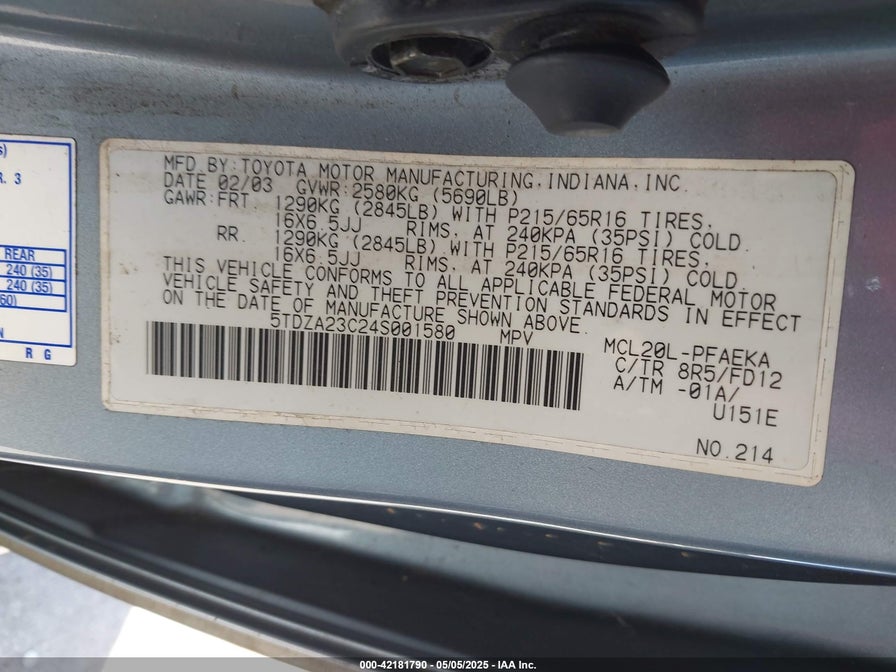 s)
R. 3
REAR
240 (35)
240 (35)
60)
N
R G
MFD.BY:TOYOTA MOTOR MANUFACTURING,INDIANA,INC.
DATE 02/03 GVWR:2580KG (5690LB)
GAWR:FRT. 1290KG (2845LB) WITH P215/65R16 TIRES,
16X6.5JJ RIMS, AT 240KPA (35PSI) COLD.
RR. 1290KG (2845LB) WITH P215/65R16 TIRES,
16X6.5JJ RIMS, AT 240KPA (35PSI) COLD.
THIS VEHICLE CONFORMS TO ALL APPLICABLE FEDERAL MOTOR
VEHICLE SAFETY AND THEFT PREVENTION STANDARDS IN EFFECT
ON THE DATE OF MANUFACTURE SHOWN ABOVE.
5TDZA23C24S001580 MPV
MCL20L-PFAEKA
C/TR 8R5/FD12
A/TM -01A/
U151E
NO.214
000-42181790 - 05/05/2025 - IAA Inc.